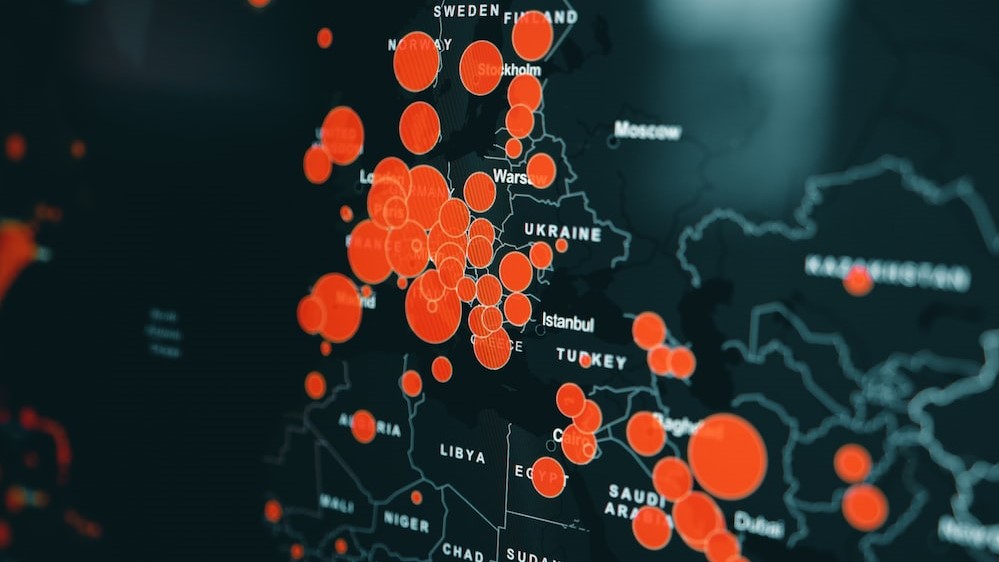 SWEDEN
FINLAND
NORWAY
Stockholm
Moscow
Warsaw
UKRAINE
KAZAKHSTAN
Paris
FRANCE
Madrid
Istanbul
GREECE
TURKEY
Baghdad
ALGERIA
Cairo
LIBYA
EGYPT
SAUDI
ARABIA
Dubai
MALI
NIGER
CHAD
SUDAN